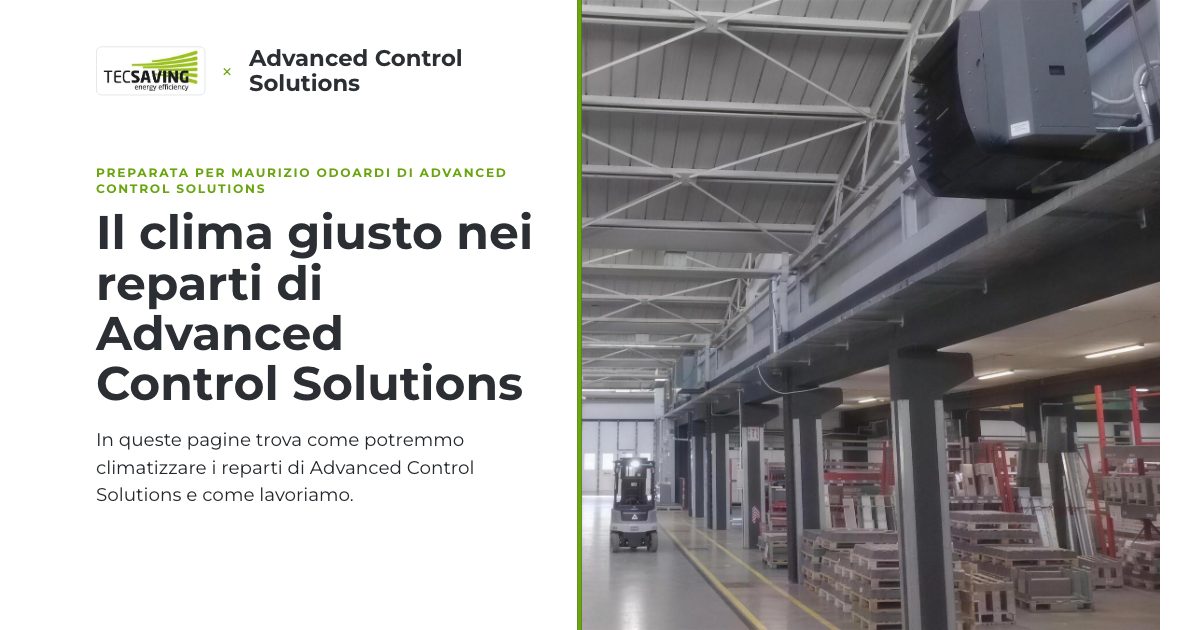 TECSAVING
energy efficiency
×
Advanced Control
Solutions
PREPARATA PER MAURIZIO ODOARDI DI ADVANCED
CONTROL SOLUTIONS
Il clima giusto nei
reparti di
Advanced
Control Solutions
In queste pagine trova come potremmo
climatizzare i reparti di Advanced Control
Solutions e come lavoriamo.